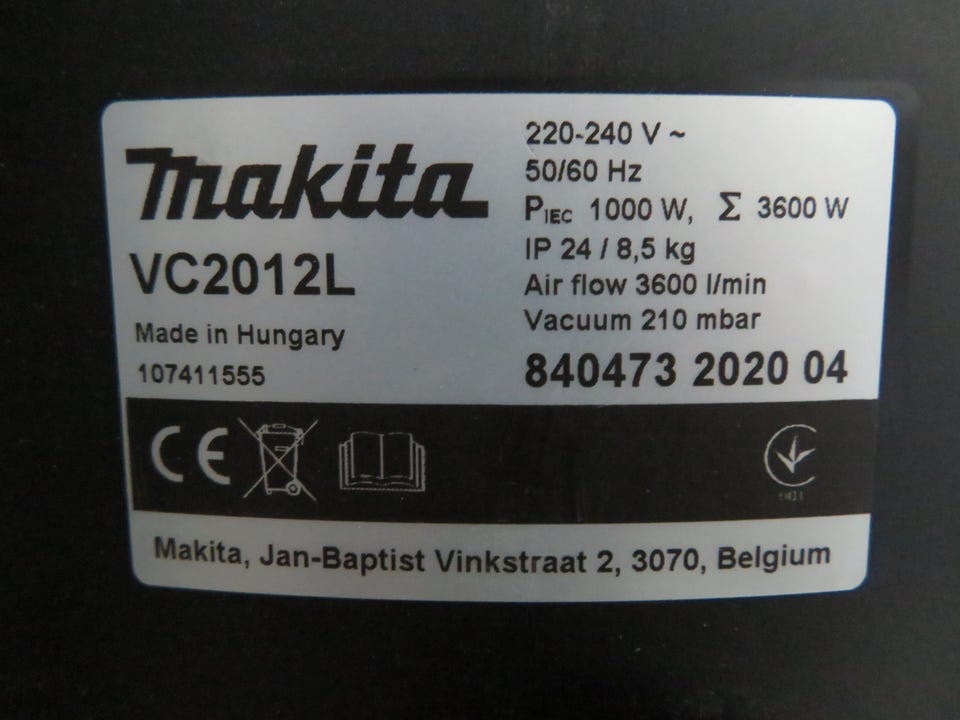 makita
VC2012L
Made in Hungary
107411555
220-240 V ~
50/60 Hz
PIEC 1000 W, Σ 3600 W
IP 24 / 8,5 kg
Air flow 3600 l/min
Vacuum 210 mbar
840473 2020 04
CE
Makita, Jan-Baptist Vinkstraat 2, 3070, Belgium